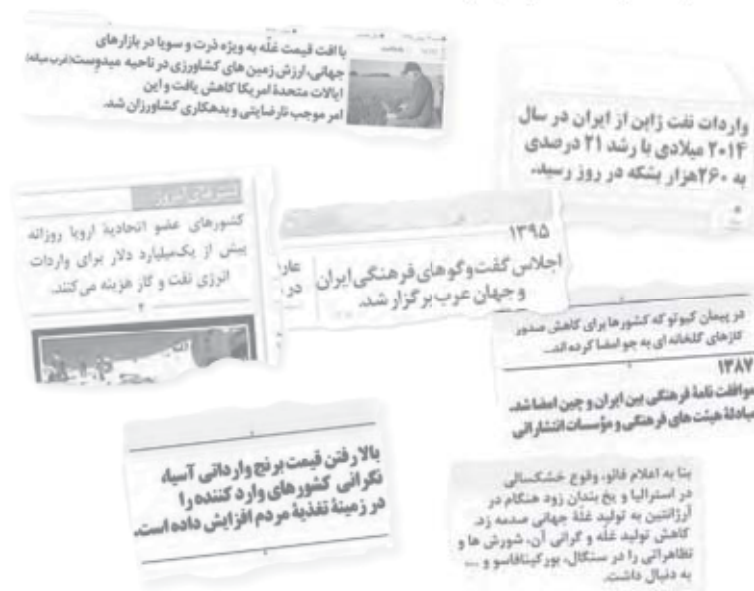 با افت قیمت غلّه به ویژه ذرت و سویا در بازارهای
جهانی، ارزش زمین های کشاورزی در ناحیه میدوست (غرب میانه)
ایالات متحدهٔ امریکا کاهش یافت و این
امر موجب نارضایتی و بدهکاری کشاورزان شد.
واردات نفت ژاپن از ایران در سال
۲۰۱۴ میلادی با رشد ۲۱ درصدی
به ۲۶۰هزار بشکه در روز رسید.
کشورهای عضو اتحادیهٔ اروپا روزانه
بیش از یک‌میلیارد دلار برای واردات
انرژی نفت و گاز هزینه می‌کنند.
۱۳۹۵
اجلاس گفت‌وگوهای فرهنگی ایران
و جهان عرب برگزار شد.
در پیمان کیوتو که کشورها برای کاهش صدور
گازهای گلخانه ای به جو امضا کرده‌اند...
۱۳۸۷
موافقت نامهٔ فرهنگی بین ایران و چین امضا شد.
مبادلهٔ هیئت های فرهنگی و مؤسسات انتشاراتی
بالا رفتن قیمت برنج وارداتی آسیا،
نگرانی کشورهای وارد کننده را
در زمینهٔ تغذیهٔ مردم افزایش داده است.
بنا به اعلام فائو، وقوع خشکسالی
در استرالیا و یخ بندان زود هنگام در
آرژانتین به تولید غلّهٔ جهانی صدمه زد.
کاهش تولید غلّه و گرانی آن، شورش ها و
تظاهراتی را در سنگال، بورکینافاسو و ...
به دنبال داشت.